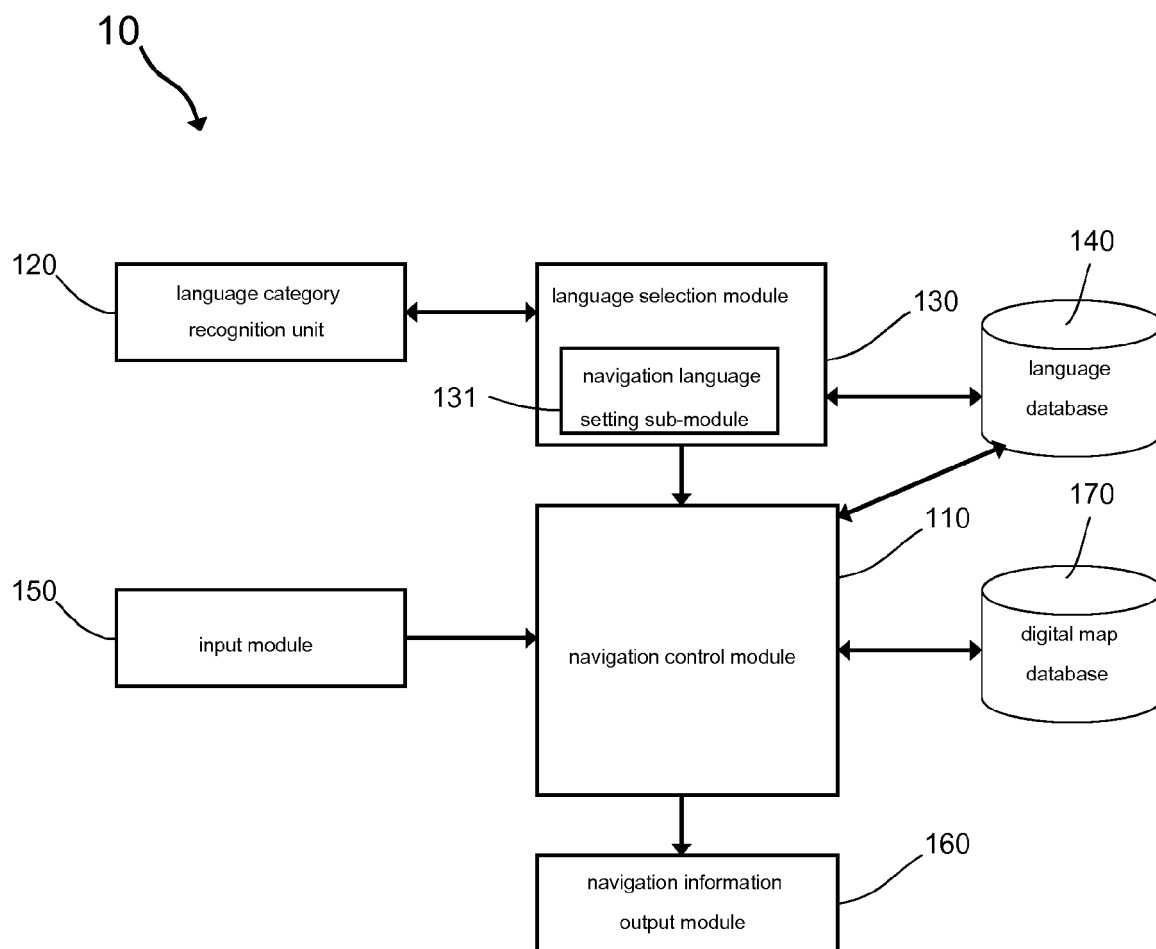 10
120
language category
recognition unit
language selection module
130
140
131
navigation language
setting sub-module
language
database
170
110
150
input module
navigation control module
digital map
database
160
navigation information
output module